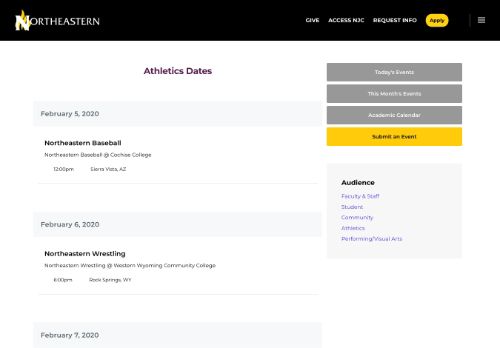 NORTHEASTERN
GIVE ACCESS NJC REQUEST INFO Apply
Athletics Dates
February 5, 2020
Northeastern Baseball
Northeastern Baseball @ Cochise College
12:00pm Sierra Vista, AZ
February 6, 2020
Northeastern Wrestling
Northeastern Wrestling @ Western Wyoming Community College
6:00pm Rock Springs, WY
February 7, 2020
Today's Events
This Month's Events
Academic Calendar
Submit an Event
Audience
Faculty & Staff
Student
Community
Athletics
Performing/Visual Arts